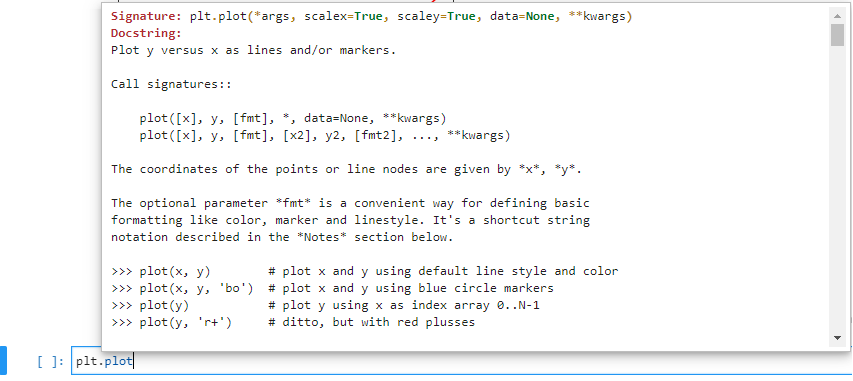 Signature: plt.plot(*args, scalex=True, scaley=True, data=None, **kwargs)
Docstring:
Plot y versus x as lines and/or markers.
Call signatures::
    plot([x], y, [fmt], *, data=None, **kwargs)
    plot([x], y, [fmt], [x2], y2, [fmt2], ..., **kwargs)
The coordinates of the points or line nodes are given by *x*, *y*.
The optional parameter *fmt* is a convenient way for defining basic
formatting like color, marker and linestyle. It's a shortcut string
notation described in the *Notes* section below.
>>> plot(x, y)        # plot x and y using default line style and color
>>> plot(x, y, 'bo')  # plot x and y using blue circle markers
>>> plot(y)           # plot y using x as index array 0..N-1
>>> plot(y, 'r+')     # ditto, but with red plusses
[ ]: plt.plot